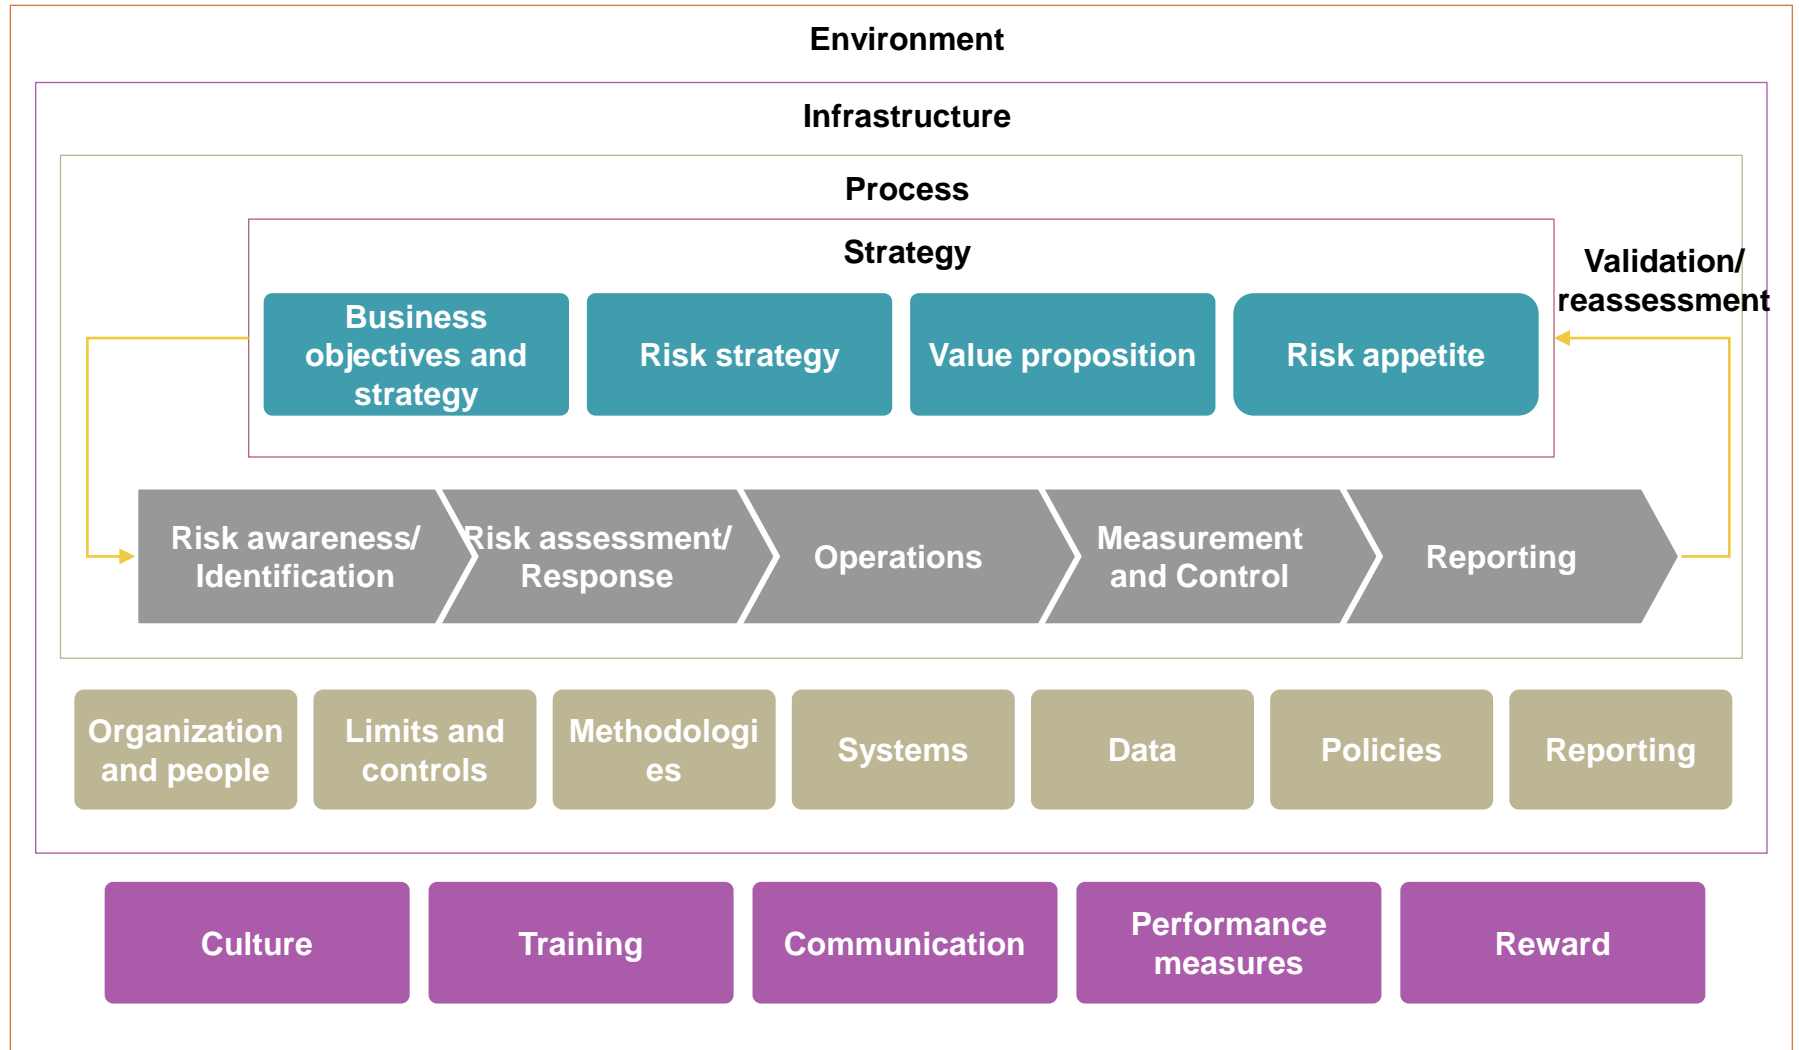 Environment
Infrastructure
Process
Strategy
Validation/
reassessment
Business
objectives and
strategy
Risk strategy
Value proposition
Risk appetite
Risk awareness/
Identification
Risk assessment/
Response
Operations
Measurement
and Control
Reporting
Organization
and people
Limits and
controls
Methodologi
es
Systems
Data
Policies
Reporting
Culture
Training
Communication
Performance
measures
Reward